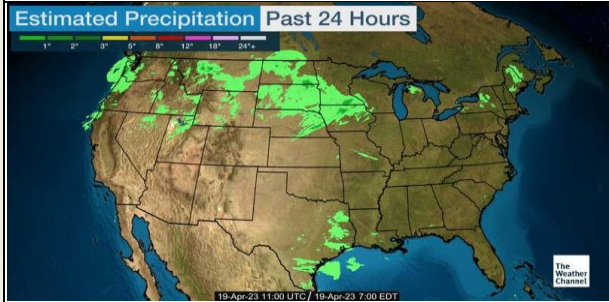 Estimated Precipitation Past 24 Hours
1" 2" 3" 5" 8" 12" 18" 24"+
The
Weather
Channel
19-Apr-23 11:00 UTC / 19-Apr-23 7:00 EDT